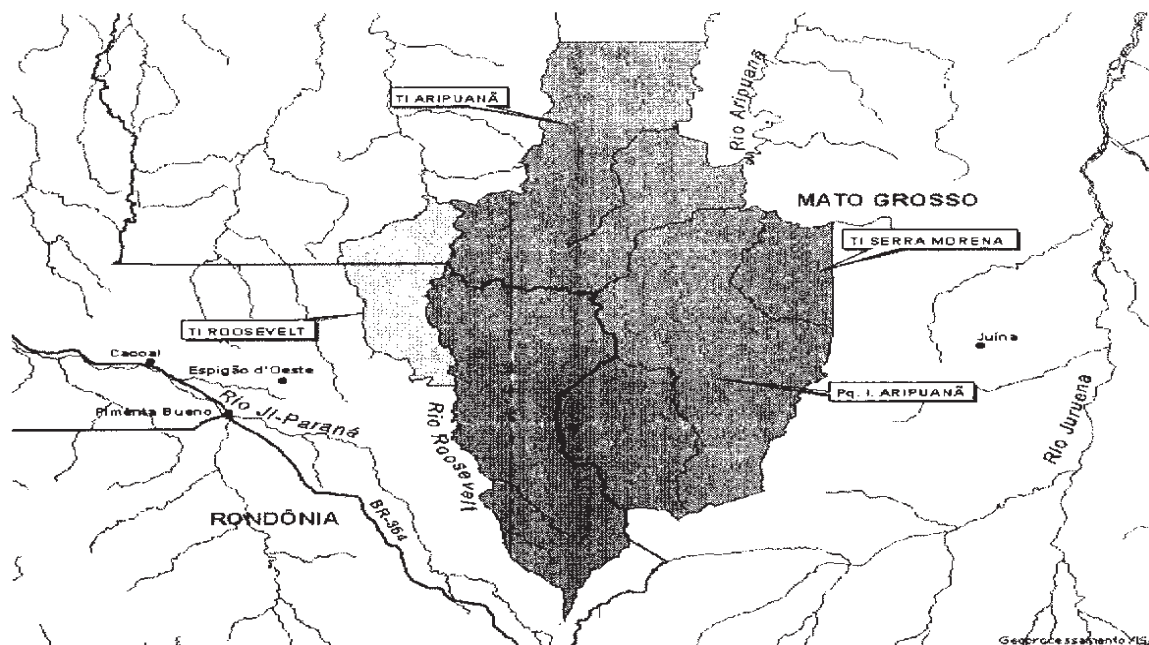 TI ARIPUANÃ
Rio Aripuanã
MATO GROSSO
TI SERRA MORENA
TI ROOSEVELT
Cacoal
Espigão d'Oeste
Juína
Pimenta Bueno
Rio Ji-Paraná
Pq. I. ARIPUANÃ
Rio Roosevelt
Rio Juruena
RONDÔNIA
BR-364
Geoprocessamento/IS